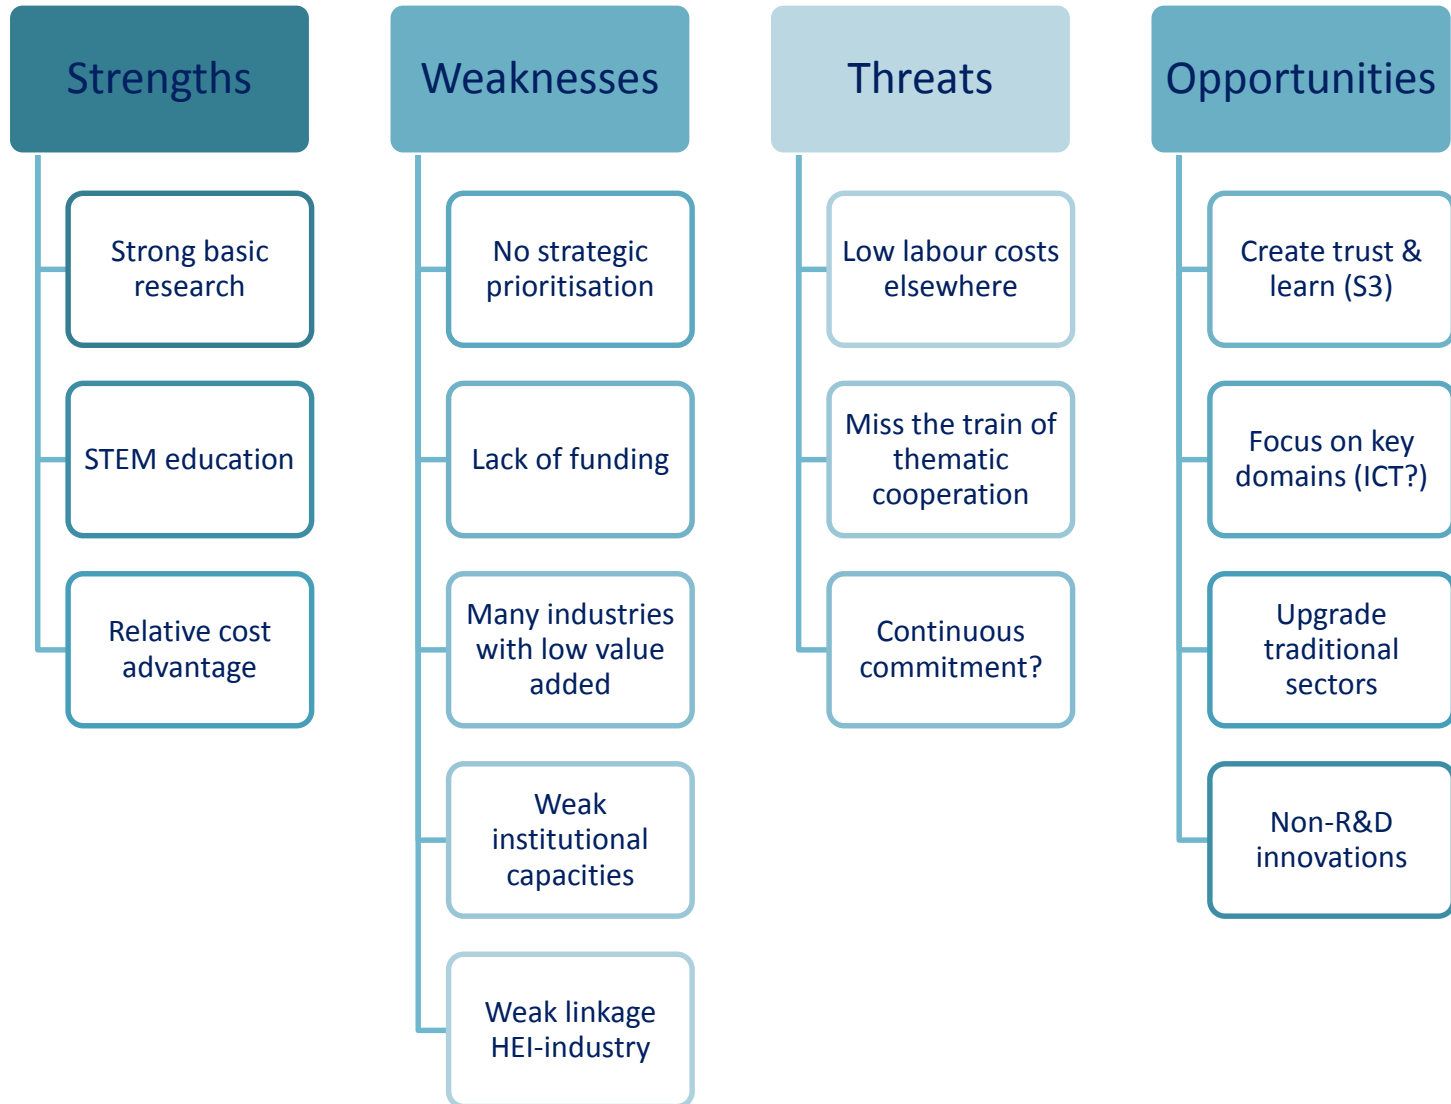 Strengths
Strong basic
research
STEM education
Relative cost
advantage
Weaknesses
No strategic
prioritisation
Lack of funding
Many industries
with low value
added
Weak
institutional
capacities
Weak linkage
HEI-industry
Threats
Low labour costs
elsewhere
Miss the train of
thematic
cooperation
Continuous
commitment?
Opportunities
Create trust &
learn (S3)
Focus on key
domains (ICT?)
Upgrade
traditional
sectors
Non-R&D
innovations